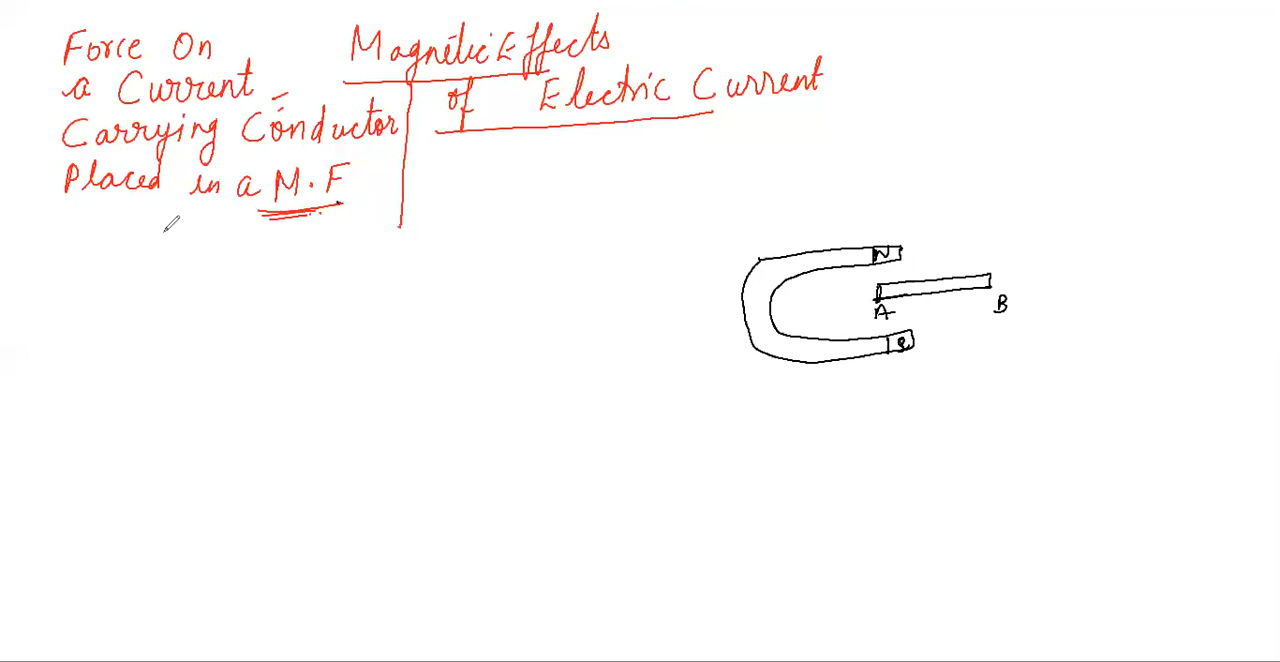 Force On
a Current -
Carrying Conductor
Placed in a M.F
Magnetic Effects
of Electric Current
N
A
B
S